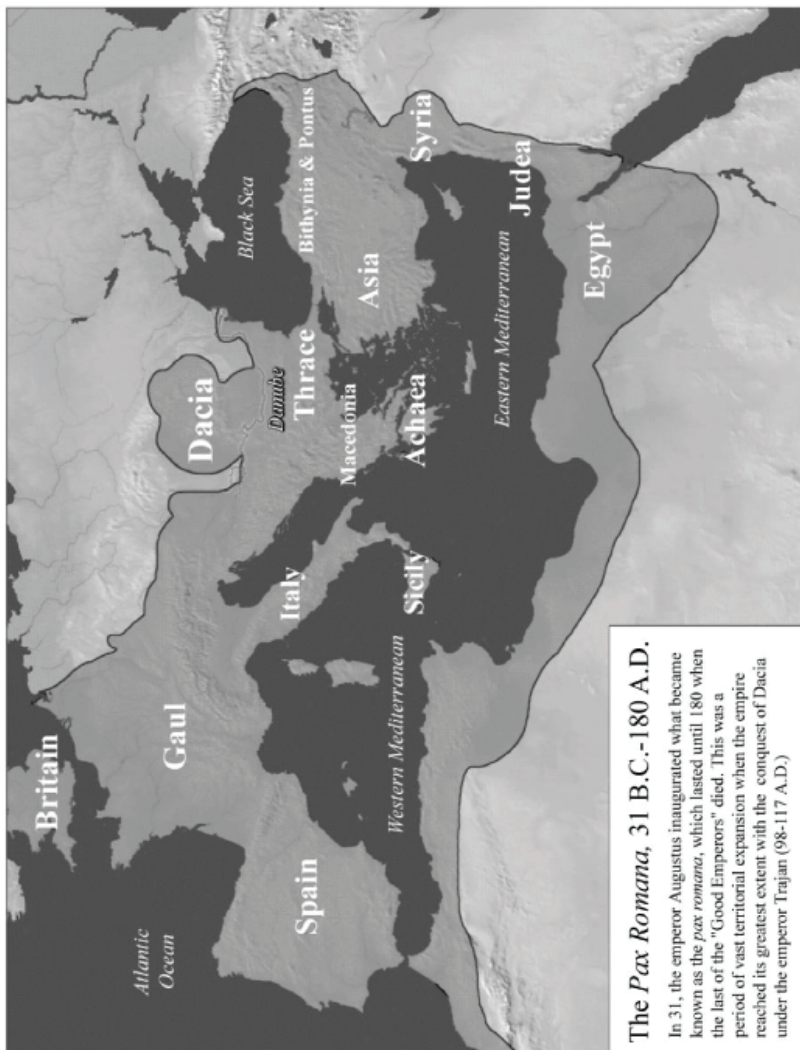 Britain
Atlantic
Ocean
Gaul
Spain
Western Mediterranean
Italy
Sicily
Dacia
Danube
Thrace
Macedonia
Achaea
Black Sea
Bithynia & Pontus
Asia
Syria
Judea
Eastern Mediterranean
Egypt
The Pax Romana, 31 B.C.-180 A.D.
In 31, the emperor Augustus inaugurated what became
known as the pax romana, which lasted until 180 when
the last of the "Good Emperors" died. This was a
period of vast territorial expansion when the empire
reached its greatest extent with the conquest of Dacia
under the emperor Trajan (98-117 A.D.)